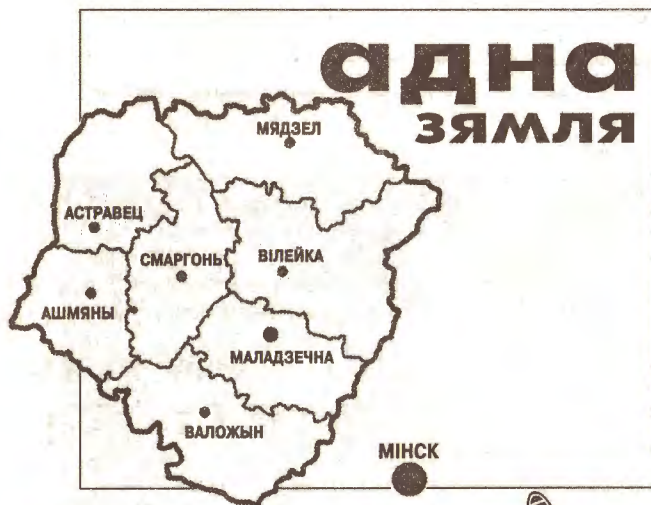 адна
зямля
МЯДЗЕЛ
АСТРАВЕЦ
СМАРГОНЬ
ВІЛЕЙКА
АШМЯНЫ
МАЛАДЗЕЧНА
ВАЛОЖЫН
МІНСК